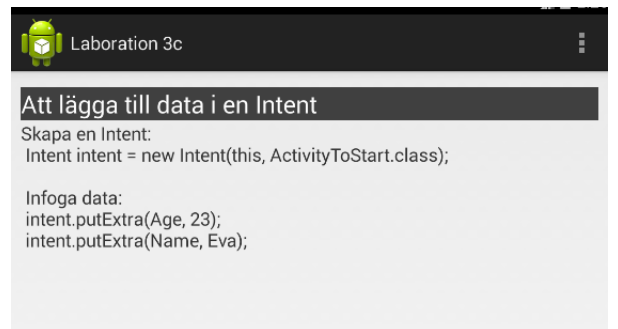 Laboration 3c
Att lägga till data i en Intent
Skapa en Intent:
Intent intent = new Intent(this, ActivityToStart.class);
Infoga data:
intent.putExtra(Age, 23);
intent.putExtra(Name, Eva);